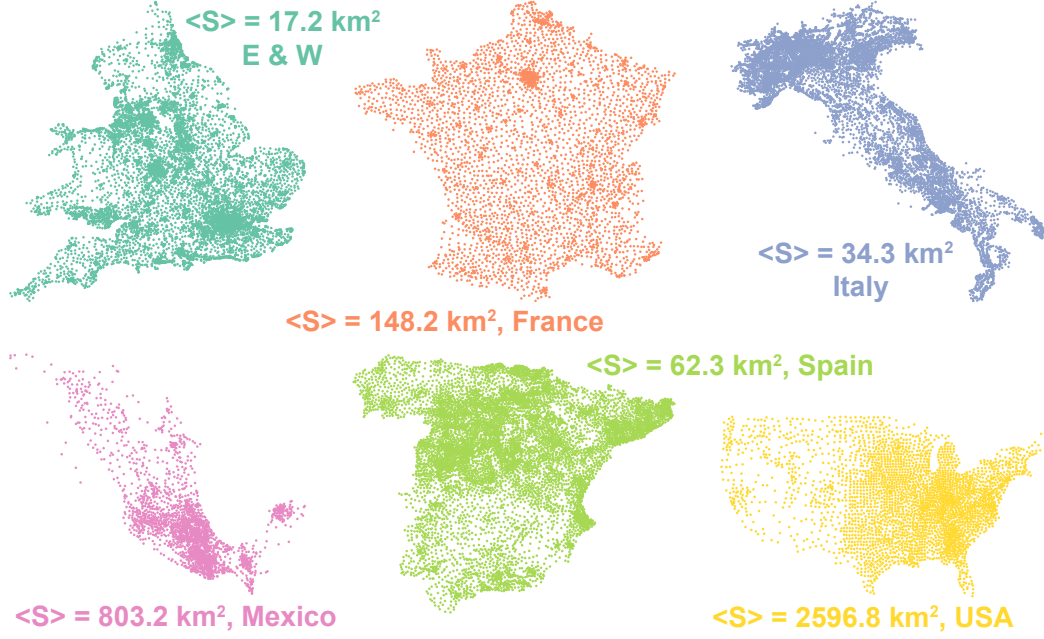 <S> = 17.2 km²
E & W
<S> = 34.3 km²
Italy
<S> = 148.2 km², France
<S> = 62.3 km², Spain
<S> = 803.2 km², Mexico
<S> = 2596.8 km², USA